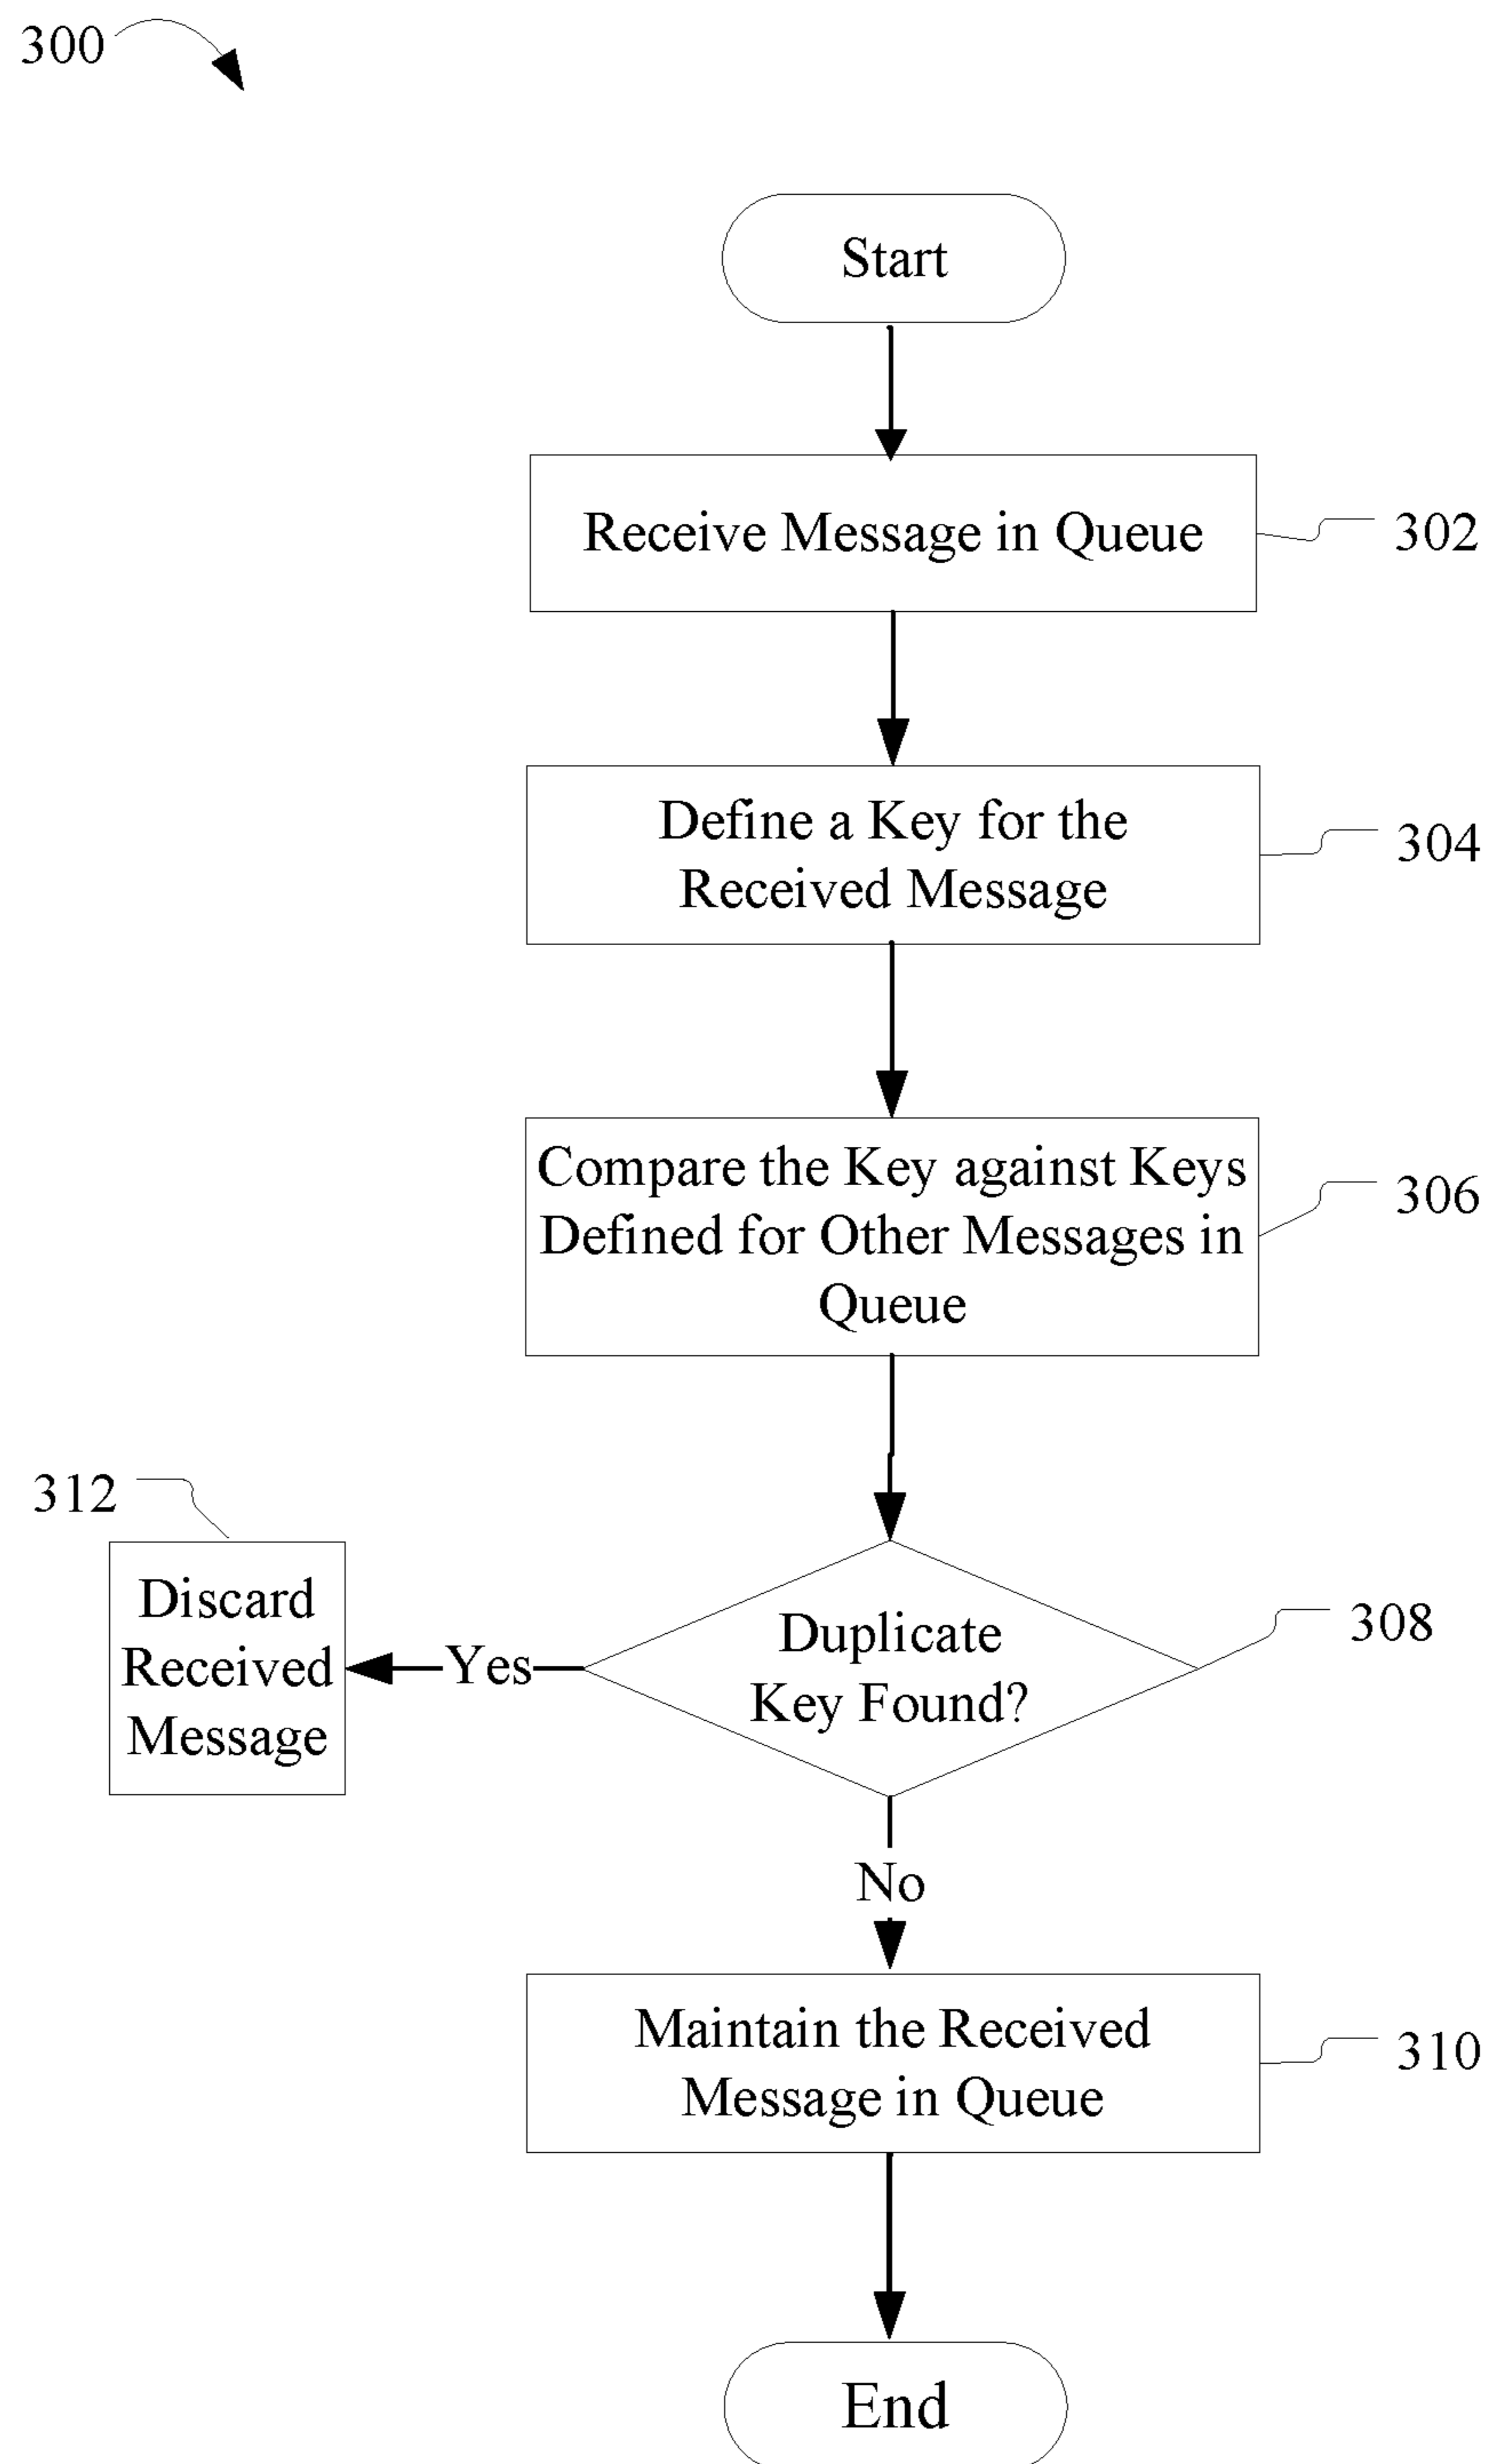 300
Start
Receive Message in Queue
302
Define a Key for the
Received Message
304
Compare the Key against Keys
Defined for Other Messages in
Queue
306
312
Discard
Received
Message
Yes
Duplicate
Key Found?
308
No
Maintain the Received
Message in Queue
310
End